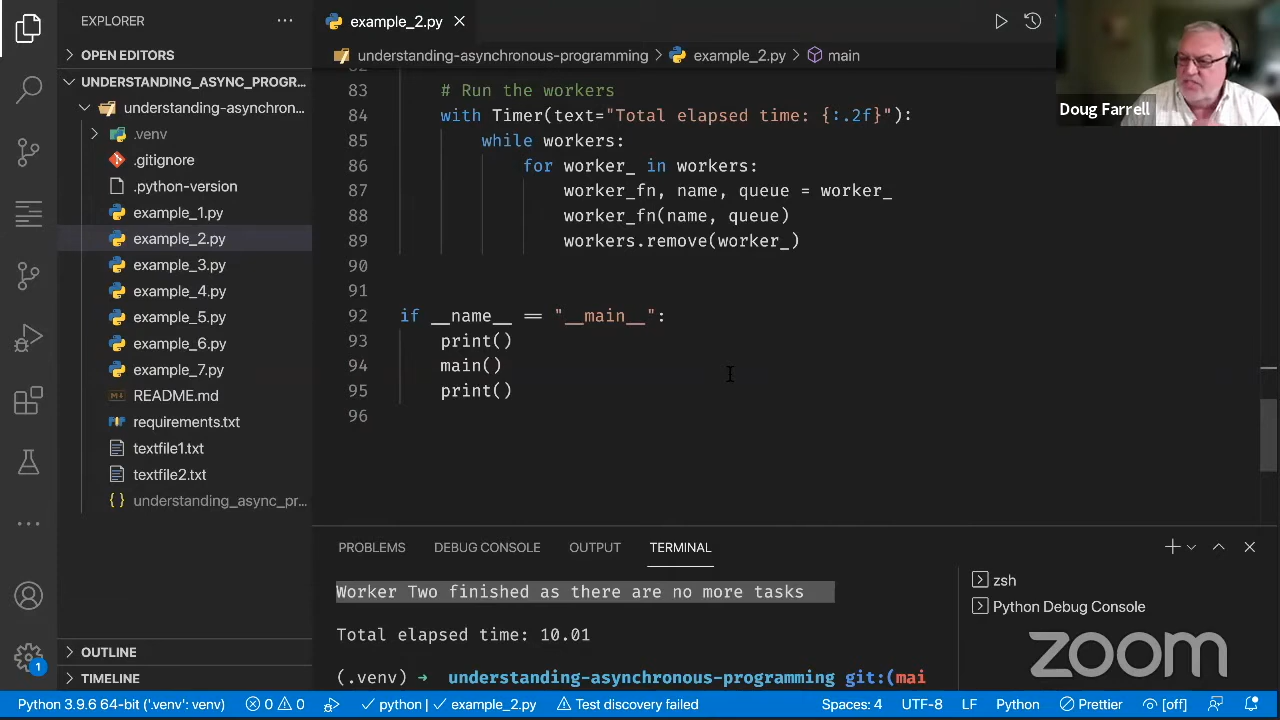 EXPLORER
OPEN EDITORS
UNDERSTANDING_ASYNC_PROGR...
understanding-asynchron...
.venv
.gitignore
.python-version
example_1.py
example_2.py
example_3.py
example_4.py
example_5.py
example_6.py
example_7.py
README.md
requirements.txt
textfile1.txt
textfile2.txt
understanding_async_pr...
OUTLINE
TIMELINE
1
example_2.py
understanding-asynchronous-programming > example_2.py > main
83 # Run the workers
84 with Timer(text="Total elapsed time: {:.2f}"):
85 while workers:
86 for worker_ in workers:
87 worker_fn, name, queue = worker_
88 worker_fn(name, queue)
89 workers.remove(worker_)
90
91
92 if __name__ == "__main__":
93 print()
94 main()
95 print()
96
Doug Farrell
PROBLEMS DEBUG CONSOLE OUTPUT TERMINAL
Worker Two finished as there are no more tasks
Total elapsed time: 10.01
(.venv) → understanding-asynchronous-programming git:(mai
zsh
Python Debug Console
zoom
Python 3.9.6 64-bit ('.venv': venv) 0 0 python | ✓ example_2.py Test discovery failed Spaces: 4 UTF-8 LF Python Prettier [off]